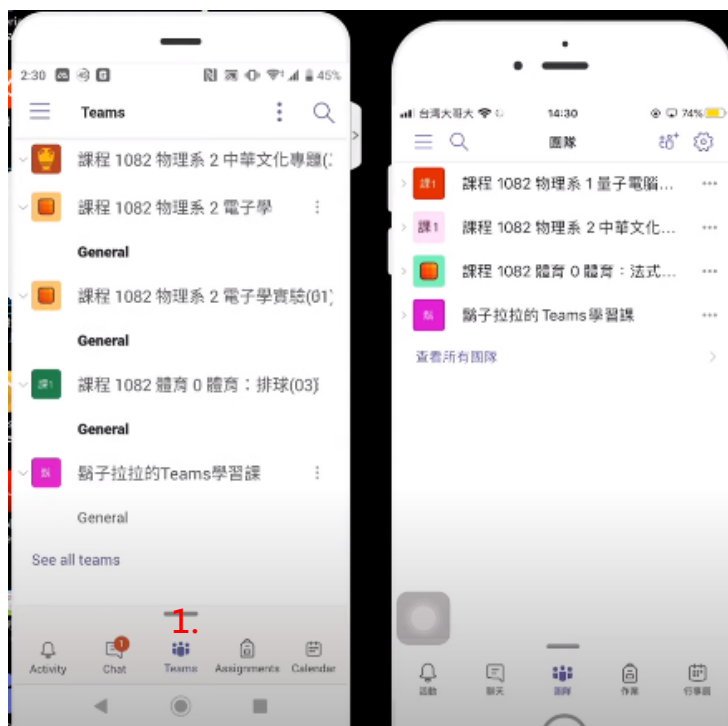 2:30
45%
Teams
課程 1082 物理系 2 中華文化專題(
課程 1082 物理系 2 電子學
General
課程 1082 物理系 2 電子學實驗(01)
General
課1
課程 1082 體育 0 體育：排球(03)
General
鬍
鬍子拉拉的Teams學習課
General
See all teams
1.
1
Activity
Chat
Teams
Assignments
Calendar
台灣大哥大
14:30
74%
團隊
課1
課程 1082 物理系 1 量子電腦...
課1
課程 1082 物理系 2 中華文化...
課程 1082 體育 0 體育：法式...
鬍
鬍子拉拉的 Teams學習課
查看所有團隊
活動
聊天
團隊
作業
行事曆